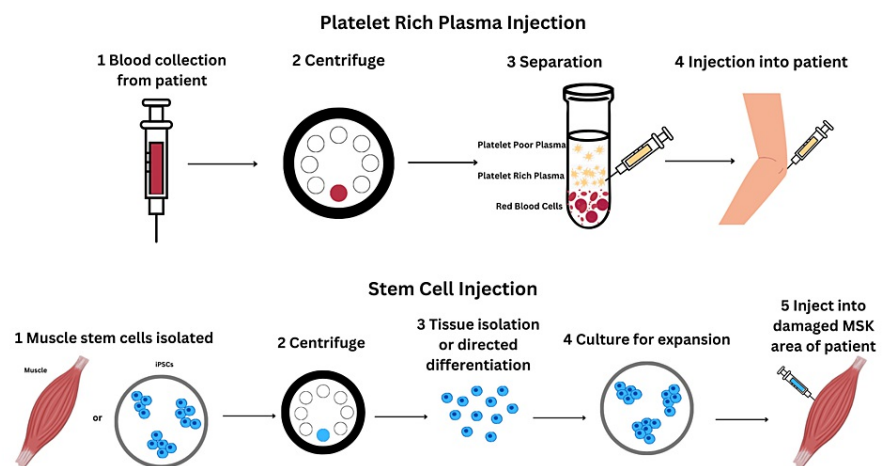 Platelet Rich Plasma Injection
1 Blood collection
from patient
2 Centrifuge
3 Separation
4 Injection into patient
Platelet Poor Plasma
Platelet Rich Plasma
Red Blood Cells
Stem Cell Injection
1 Muscle stem cells isolated
2 Centrifuge
3 Tissue isolation
or directed
differentiation
4 Culture for expansion
5 Inject into
damaged MSK
area of patient
Muscle
iPSCs
or